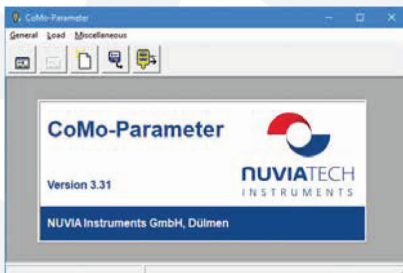 CoMo-Parameter
General Load Miscellaneous
CoMo-Parameter
NUVIATECH
INSTRUMENTS
Version 3.31
NUVIA Instruments GmbH, Dülmen